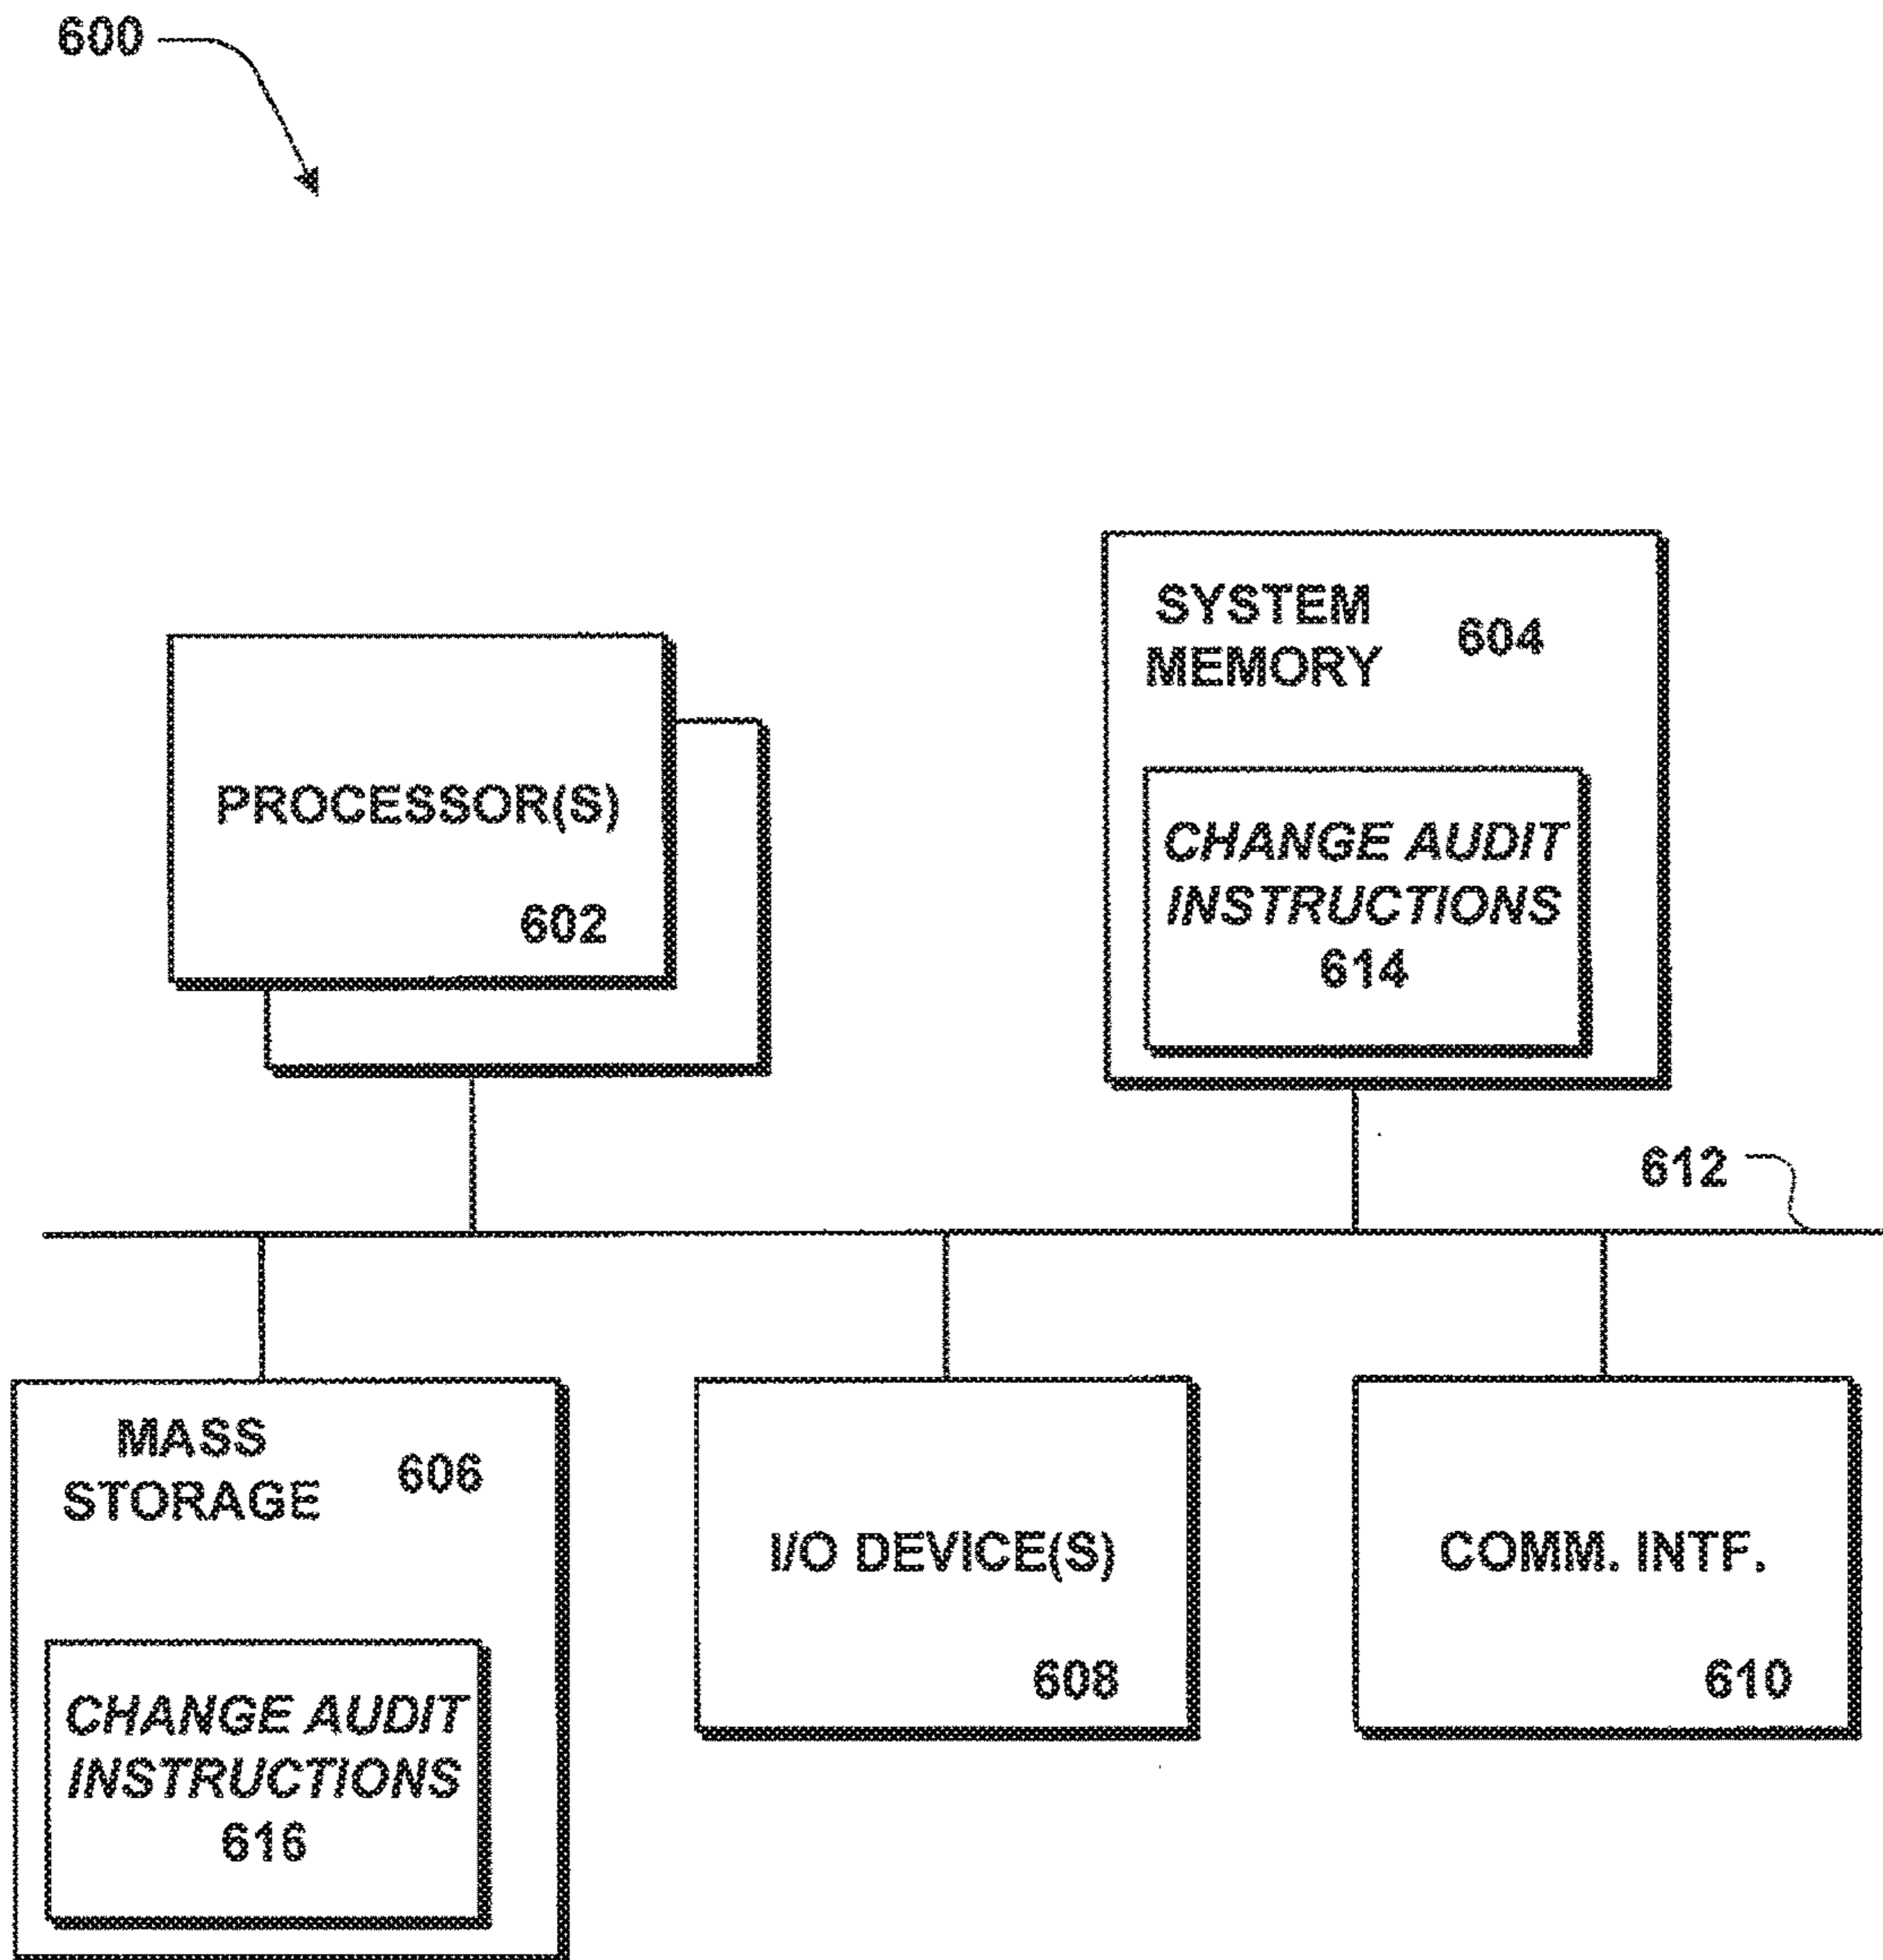 600
SYSTEM
MEMORY
604
PROCESSOR(S)
602
CHANGE AUDIT
INSTRUCTIONS
614
612
MASS
STORAGE
606
CHANGE AUDIT
INSTRUCTIONS
616
I/O DEVICE(S)
608
COMM. INTF.
610